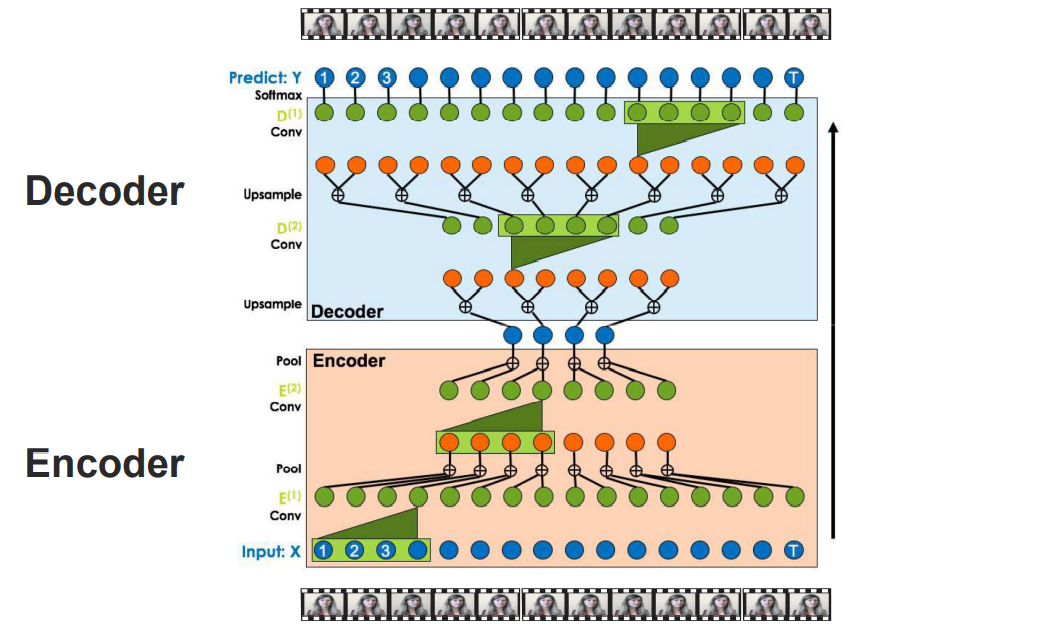 Predict: Y 1 2 3 T
Softmax
D(1)
Conv
Decoder
Upsample
D(2)
Conv
Upsample
Decoder
Pool
Encoder
E(2)
Conv
Encoder
Pool
E(1)
Conv
Input: X 1 2 3 T